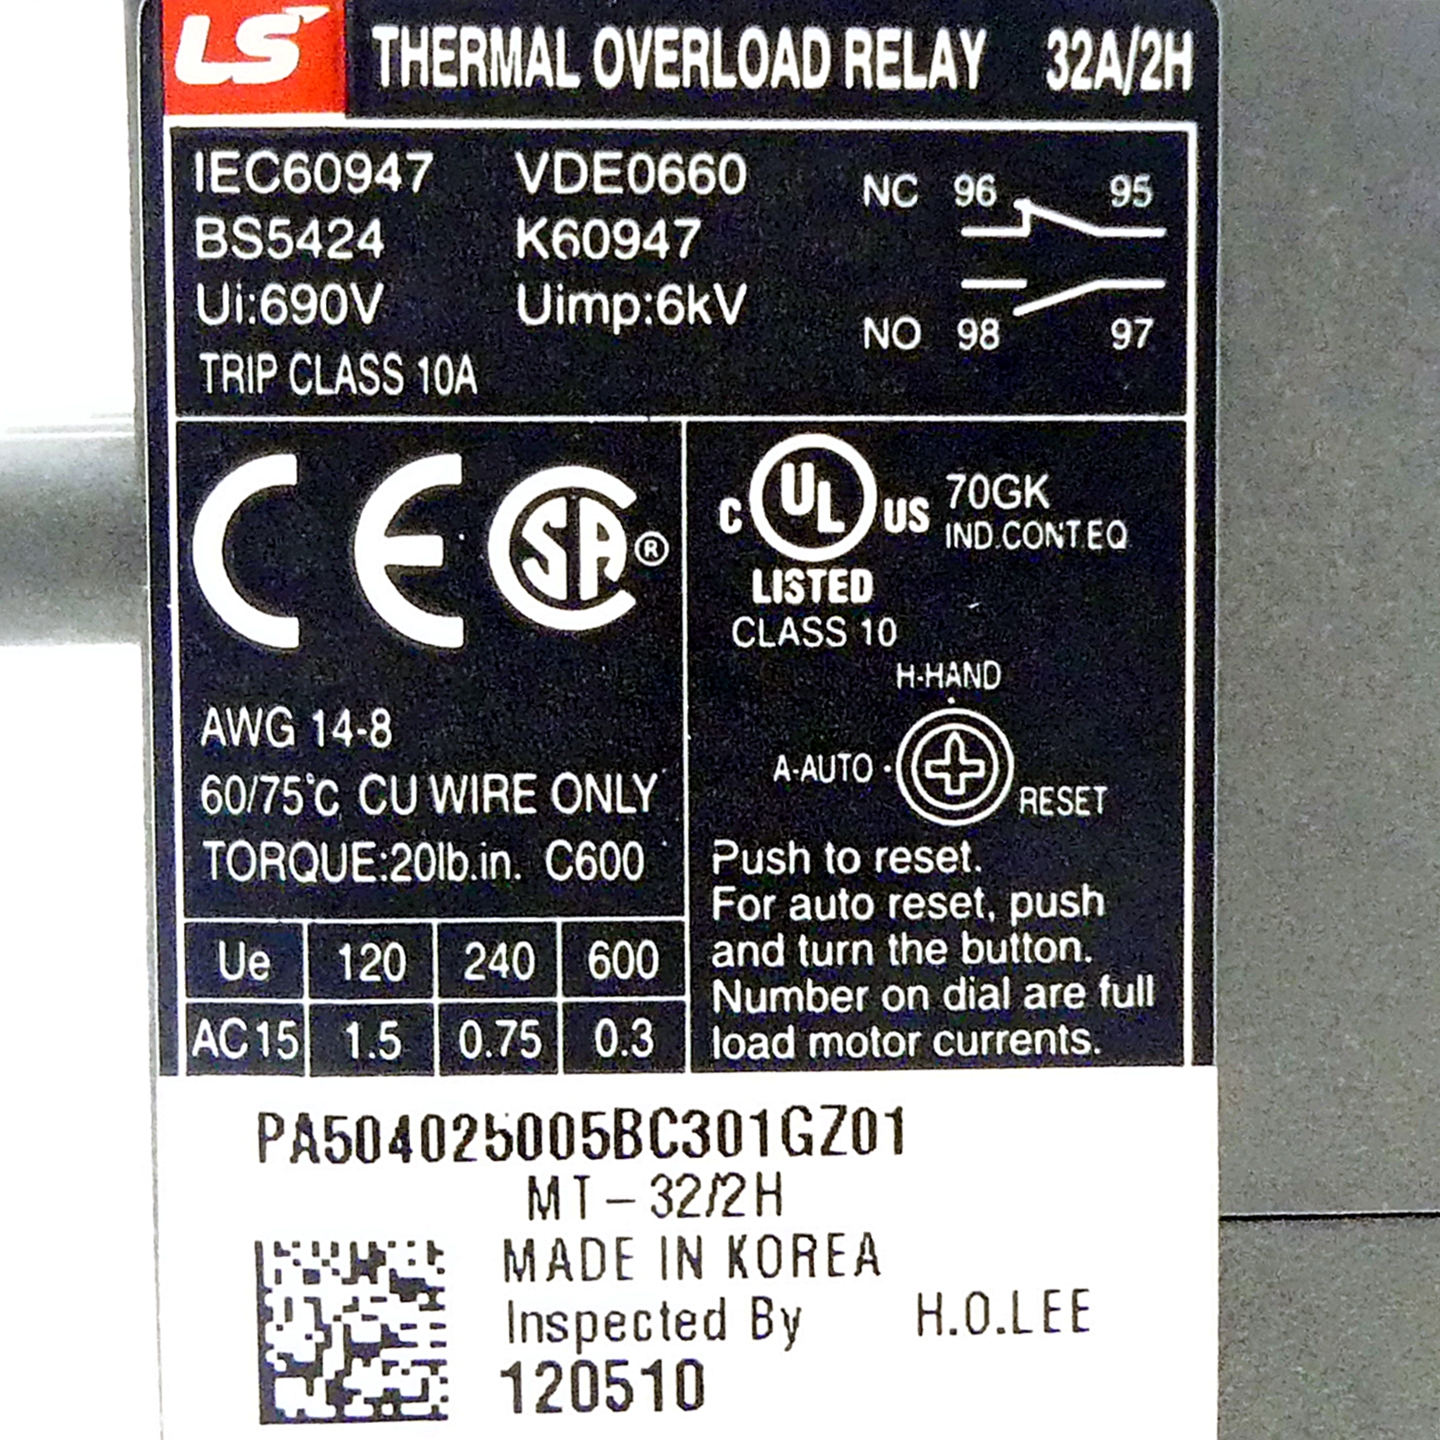 LS THERMAL OVERLOAD RELAY 32A/2H
IEC60947 VDE0660
BS5424 K60947
Ui:690V Uimp:6kV
TRIP CLASS 10A
NC 96 95
NO 98 97
CE SA ®
C UL US 70GK
IND.CONT.EQ
LISTED
CLASS 10
H-HAND
A-AUTO
RESET
AWG 14-8
60/75°C CU WIRE ONLY
TORQUE:20lb.in. C600
Ue 120 240 600
AC15 1.5 0.75 0.3
Push to reset.
For auto reset, push
and turn the button.
Number on dial are full
load motor currents.
PA504025005BC301GZ01
MT-32/2H
MADE IN KOREA
Inspected By H.O.LEE
120510